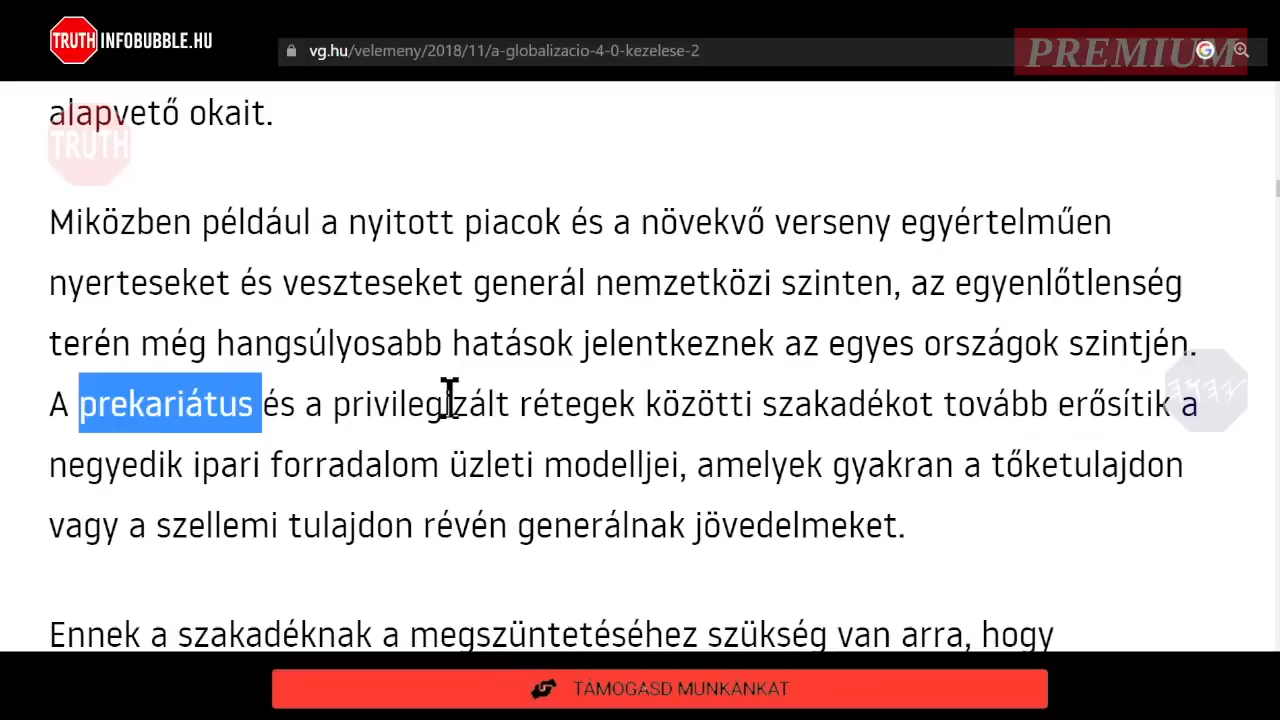 TRUTH INFOBUBBLE.HU
vg.hu/velemeny/2018/11/a-globalizacio-4-0-kezelese-2
PREMIUM
alapvető okait.
TRUTH
Miközben például a nyitott piacok és a növekvő verseny egyértelműen
nyerteseket és veszteseket generál nemzetközi szinten, az egyenlőtlenség
terén még hangsúlyosabb hatások jelentkeznek az egyes országok szintjén.
A prekariátus és a privilegizált rétegek közötti szakadékot tovább erősítik a
negyedik ipari forradalom üzleti modelljei, amelyek gyakran a tőketulajdon
vagy a szellemi tulajdon révén generálnak jövedelmeket.
Ennek a szakadéknak a megszüntetéséhez szükség van arra, hogy
TÁMOGASD MUNKÁNKAT